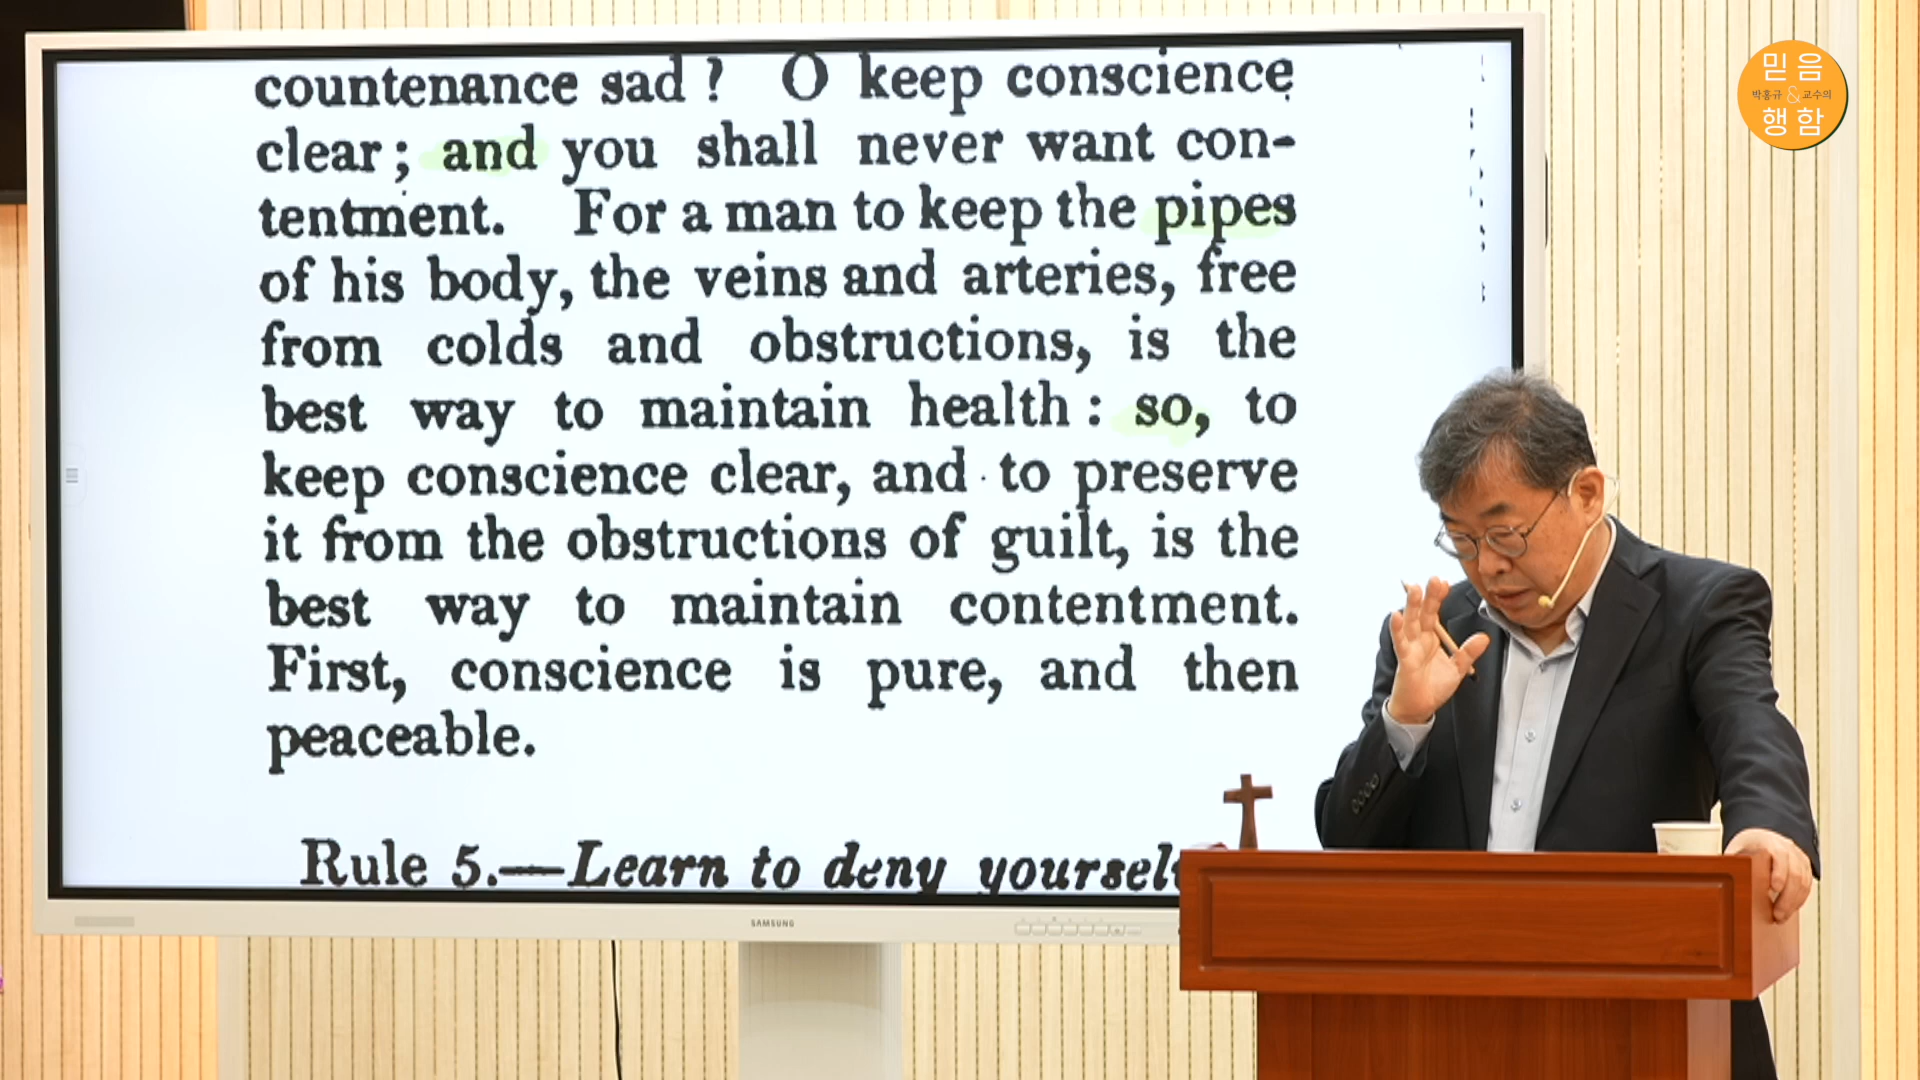 countenance sad ? O keep conscience
clear ; and you shall never want con-
tentment. For a man to keep the pipes
of his body, the veins and arteries, free
from colds and obstructions, is the
best way to maintain health : so, to
keep conscience clear, and to preserve
it from the obstructions of guilt, is the
best way to maintain contentment.
First, conscience is pure, and then
peaceable.
Rule 5.—Learn to deny yoursel
SAMSUNG
믿음
박홍규 & 교수의
행함